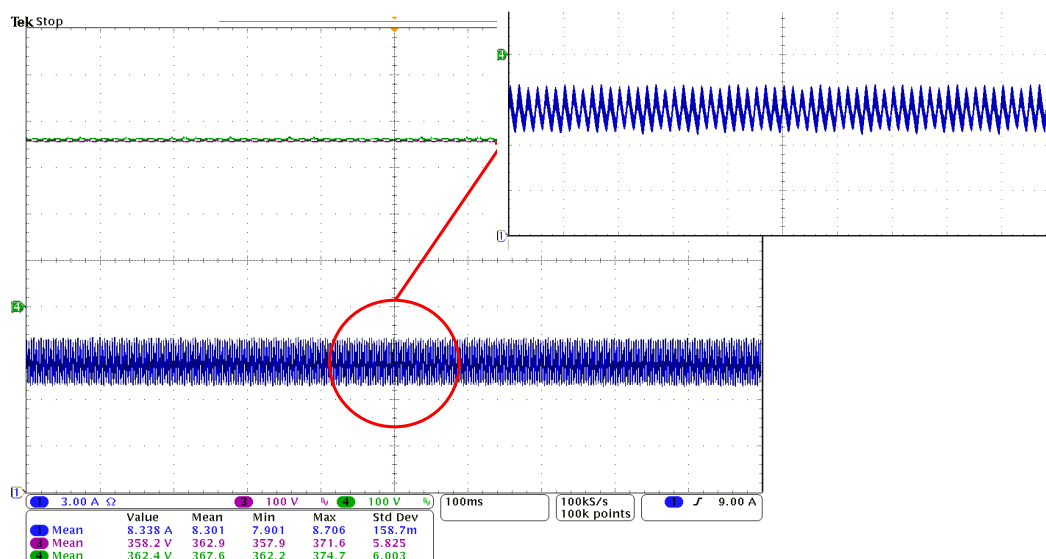 Tek Stop
4
1
4
1
1 3.00 A Ω 3 100 V BW 4 100 V BW 100ms 100kS/s 1 9.00 A
100k points
Value Mean Min Max Std Dev
1 Mean 8.338 A 8.301 7.901 8.706 158.7m
3 Mean 358.2 V 362.9 357.9 371.6 5.825
4 Mean 362.4 V 367.6 362.2 374.7 6.003